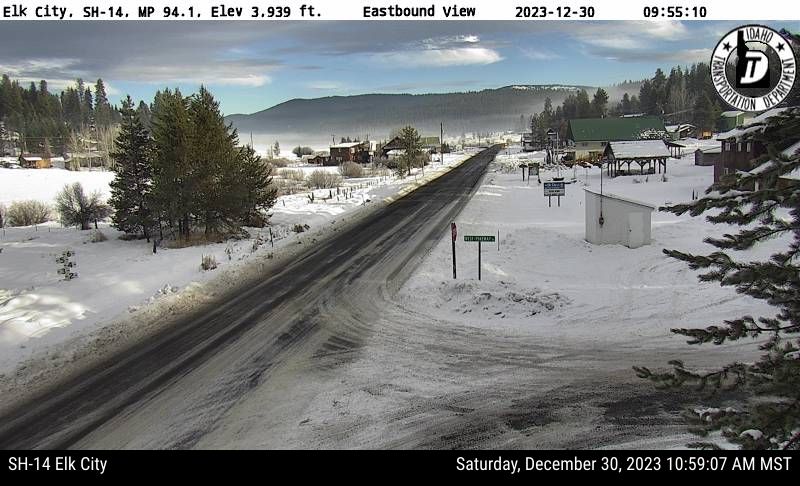 Elk City, SH-14, MP 94.1, Elev 3,939 ft. Eastbound View 2023-12-30 09:55:10
IDAHO
TRANSPORTATION DEPARTMENT
SH-14 Elk City Saturday, December 30, 2023 10:59:07 AM MST